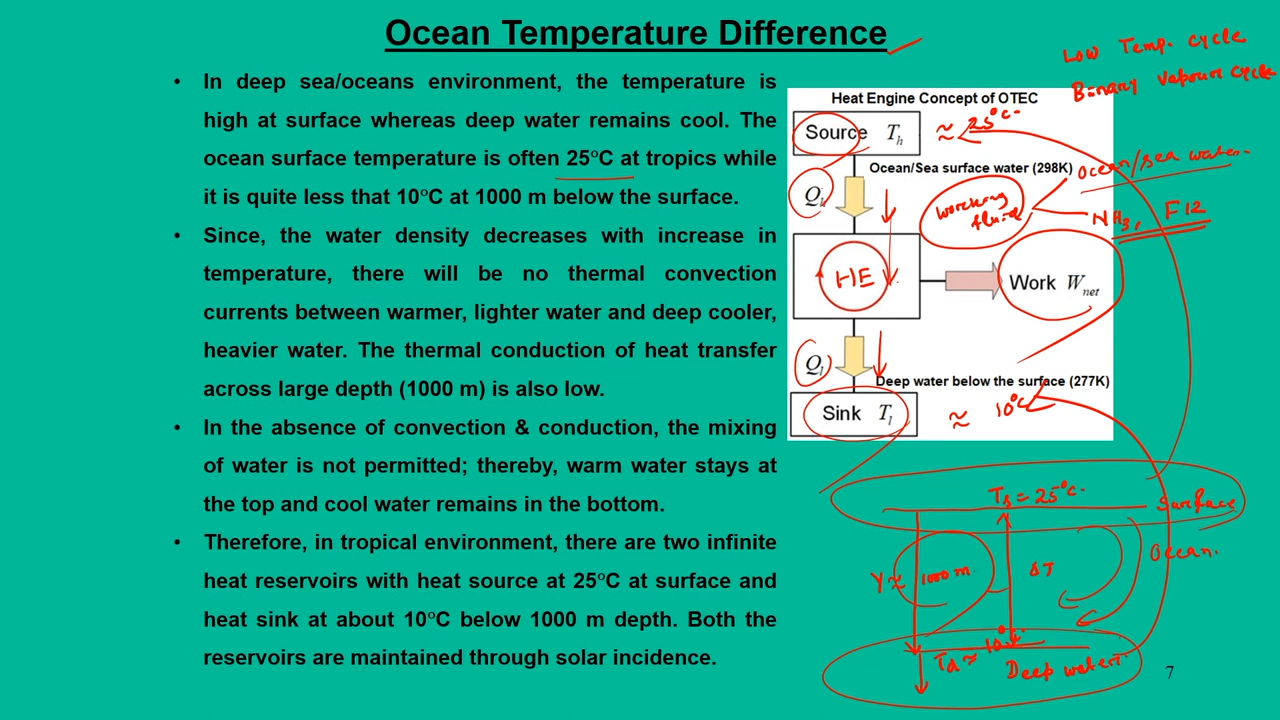 Ocean Temperature Difference
• In deep sea/oceans environment, the temperature is
high at surface whereas deep water remains cool. The
ocean surface temperature is often 25°C at tropics while
it is quite less that 10°C at 1000 m below the surface.
• Since, the water density decreases with increase in
temperature, there will be no thermal convection
currents between warmer, lighter water and deep cooler,
heavier water. The thermal conduction of heat transfer
across large depth (1000 m) is also low.
• In the absence of convection & conduction, the mixing
of water is not permitted; thereby, warm water stays at
the top and cool water remains in the bottom.
• Therefore, in tropical environment, there are two infinite
heat reservoirs with heat source at 25°C at surface and
heat sink at about 10°C below 1000 m depth. Both the
reservoirs are maintained through solar incidence.
Low Temp. cycle
Binary Vapour cycle
Heat Engine Concept of OTEC
Source Th ≈ 25°C.
Ocean/Sea surface water (298K)
Ocean/sea water.
Qh
working
fluid
NH3, F12
HE
Work Wnet
Ql
Deep water below the surface (277K)
Sink Tl ≈ 10°C
Ts = 25°C.
Surface
Ocean.
Y ≈ 1000 m.
ΔT
Td ≈ 10°C
Deep water.
7